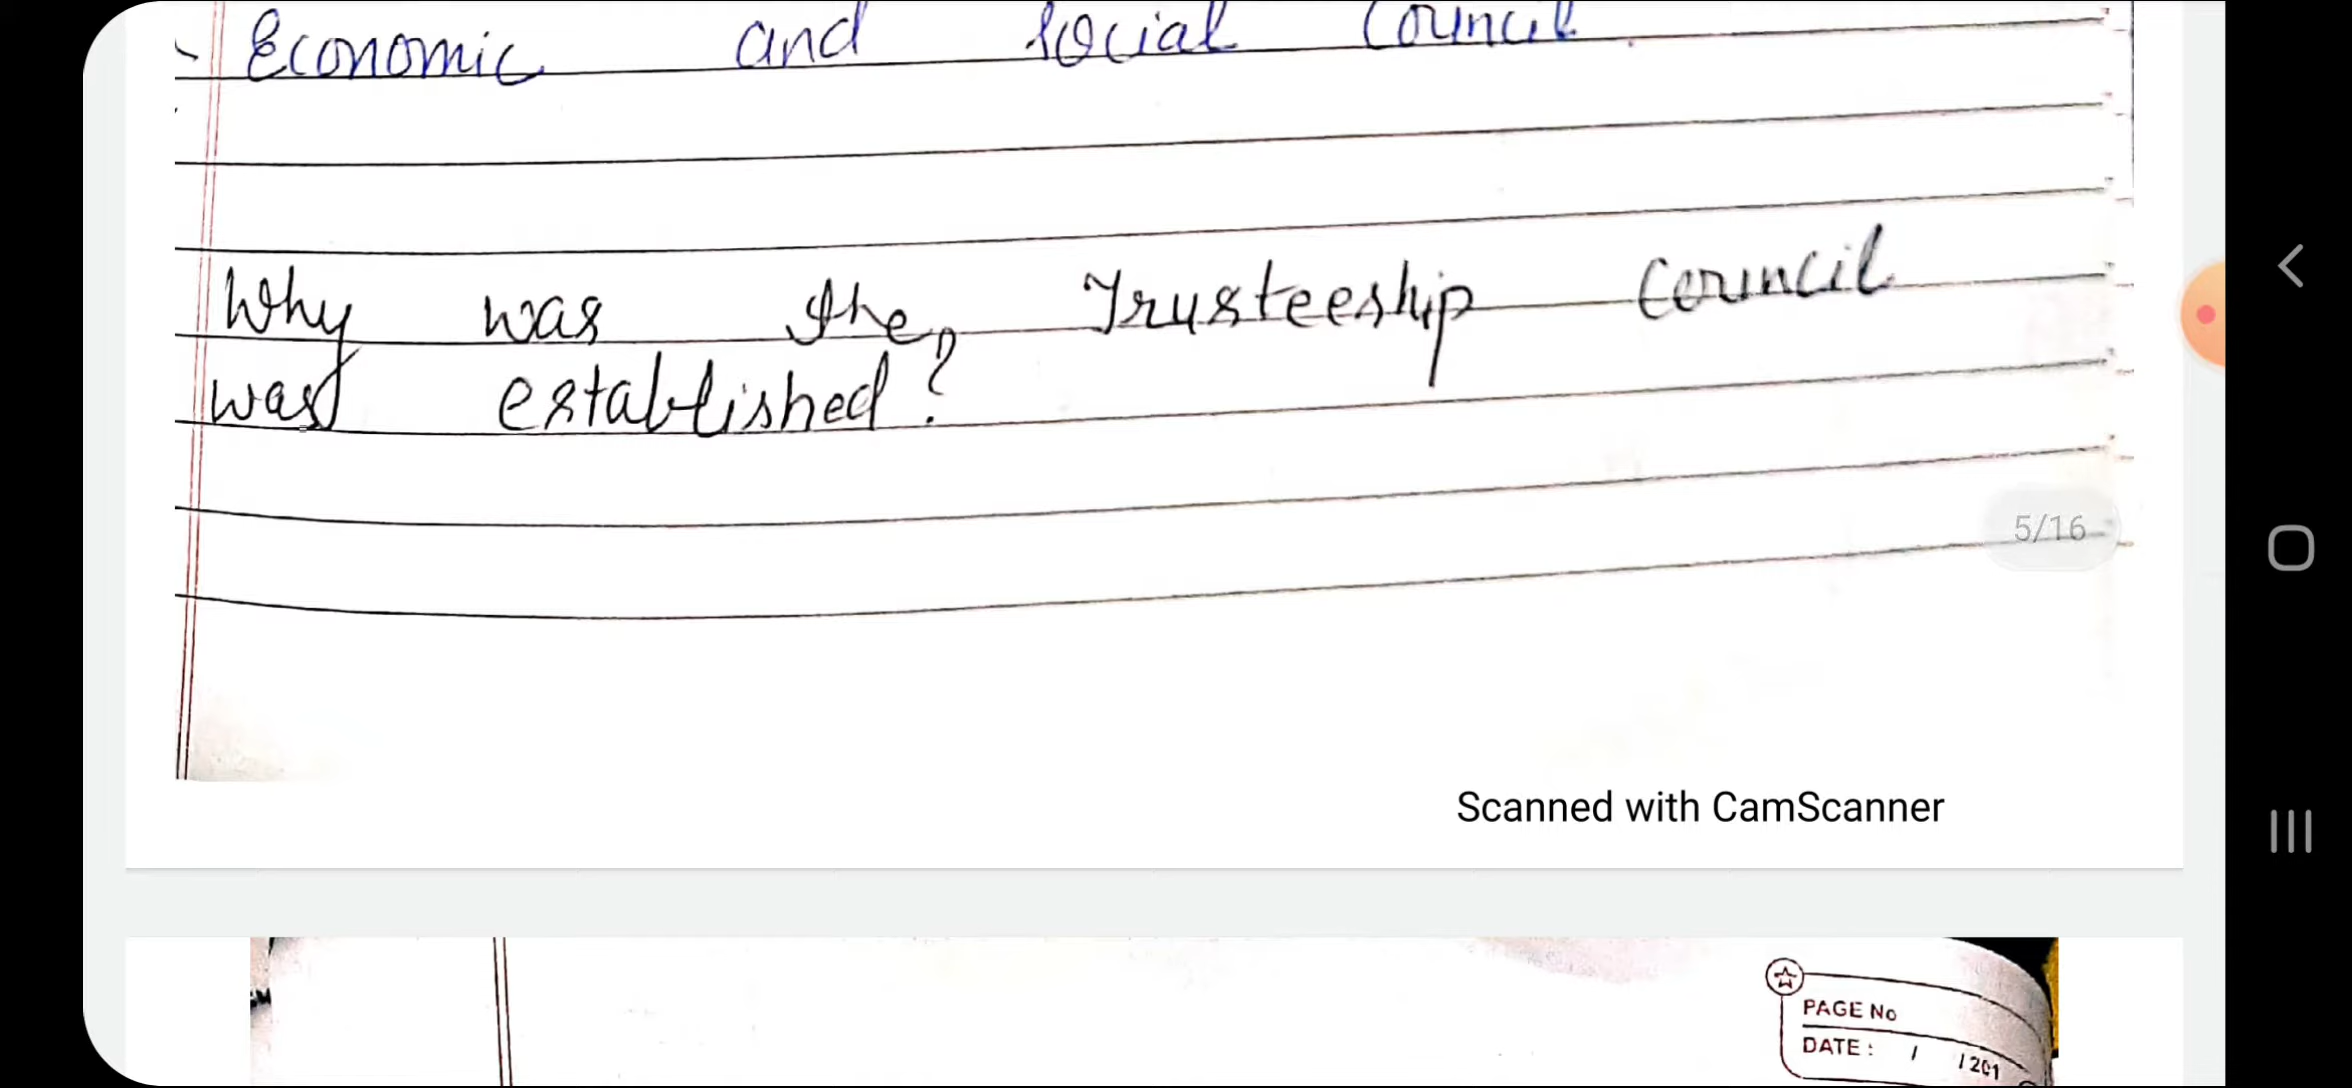 Economic and Social Council.
Why was the Trusteeship Council
was established?
5/16
Scanned with CamScanner
PAGE No
DATE: / /201